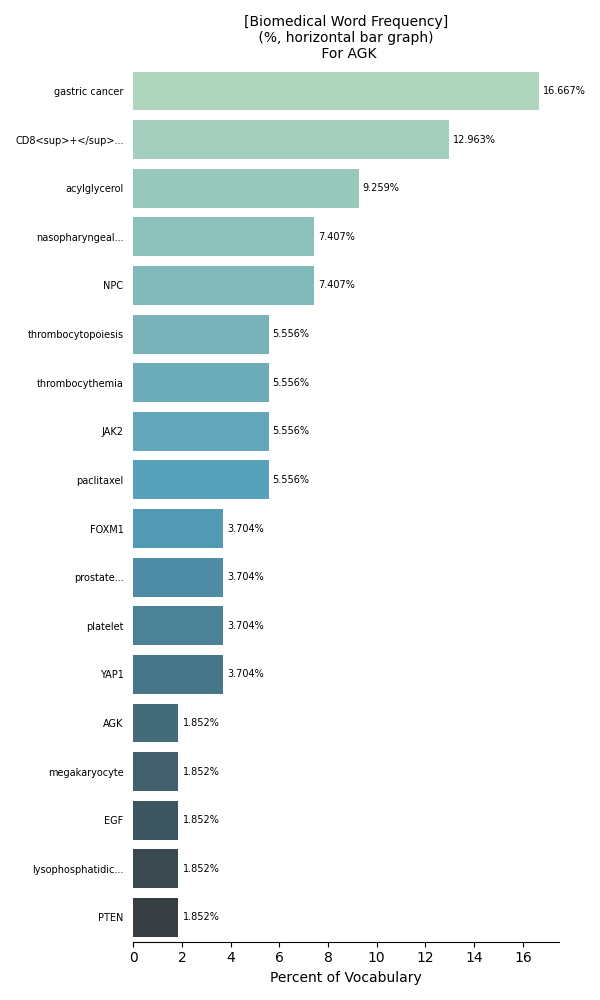 [Biomedical Word Frequency]
(%, horizontal bar graph)
For AGK
gastric cancer 16.667%
CD8<sup>+</sup>... 12.963%
acylglycerol 9.259%
nasopharyngeal... 7.407%
NPC 7.407%
thrombocytopoiesis 5.556%
thrombocythemia 5.556%
JAK2 5.556%
paclitaxel 5.556%
FOXM1 3.704%
prostate... 3.704%
platelet 3.704%
YAP1 3.704%
AGK 1.852%
megakaryocyte 1.852%
EGF 1.852%
lysophosphatidic... 1.852%
PTEN 1.852%
0 2 4 6 8 10 12 14 16
Percent of Vocabulary